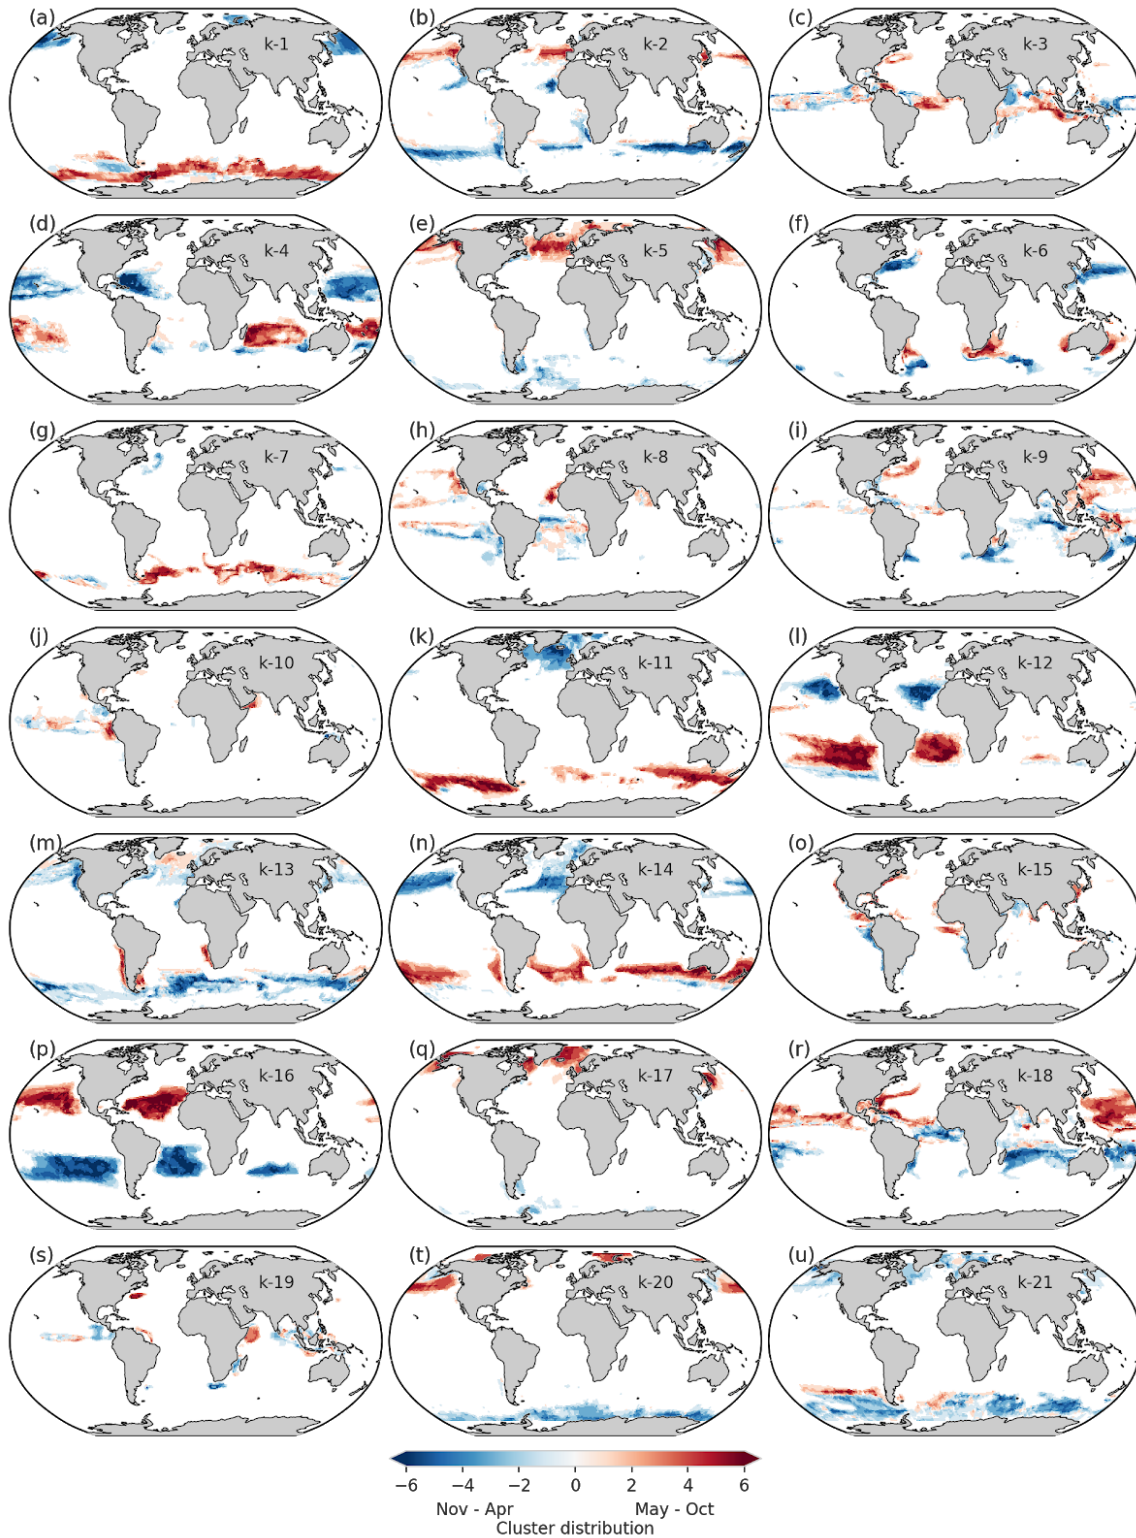 (a) k-1
(b) k-2
(c) k-3
(d) k-4
(e) k-5
(f) k-6
(g) k-7
(h) k-8
(i) k-9
(j) k-10
(k) k-11
(l) k-12
(m) k-13
(n) k-14
(o) k-15
(p) k-16
(q) k-17
(r) k-18
(s) k-19
(t) k-20
(u) k-21
−6 −4 −2 0 2 4 6
Nov - Apr May - Oct
Cluster distribution